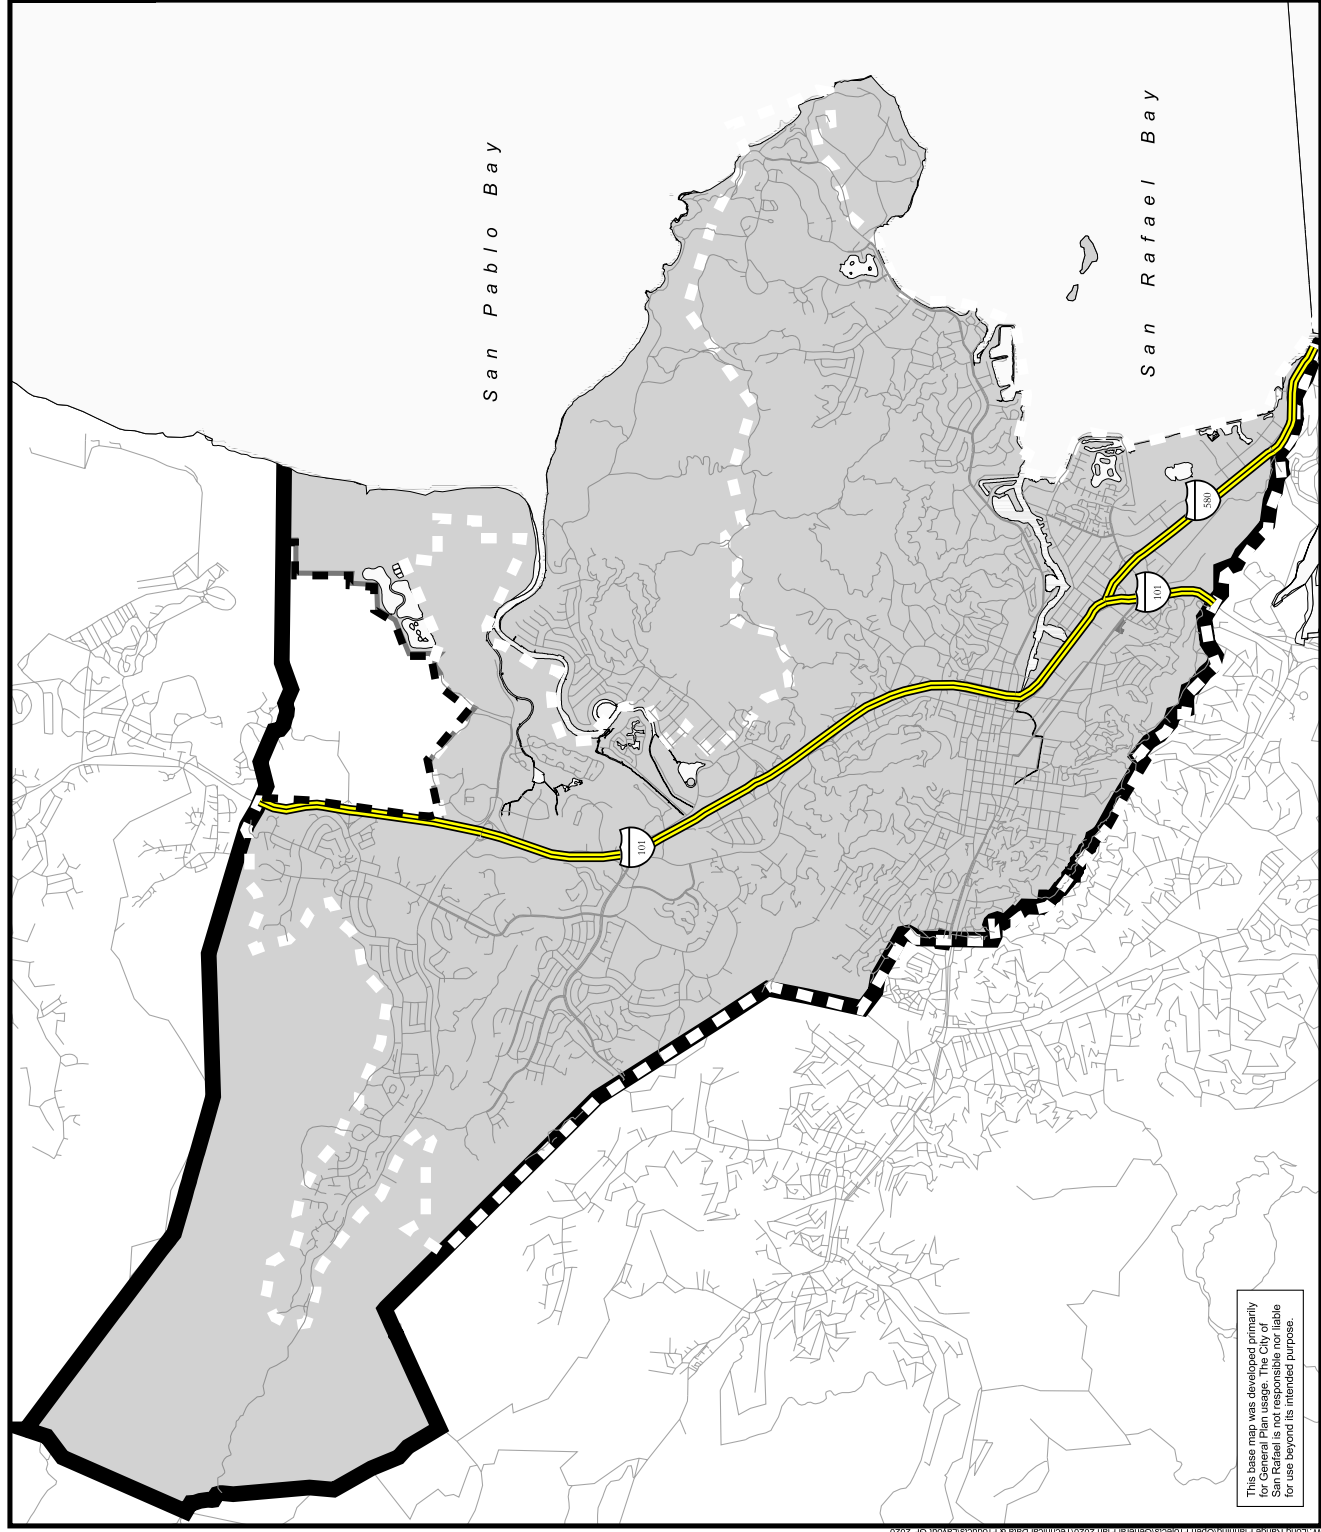 San Pablo Bay
San Rafael Bay
580
101
101
This base map was developed primarily
for General Plan usage. The City of
San Rafael is not responsible nor liable
for use beyond its intended purpose.